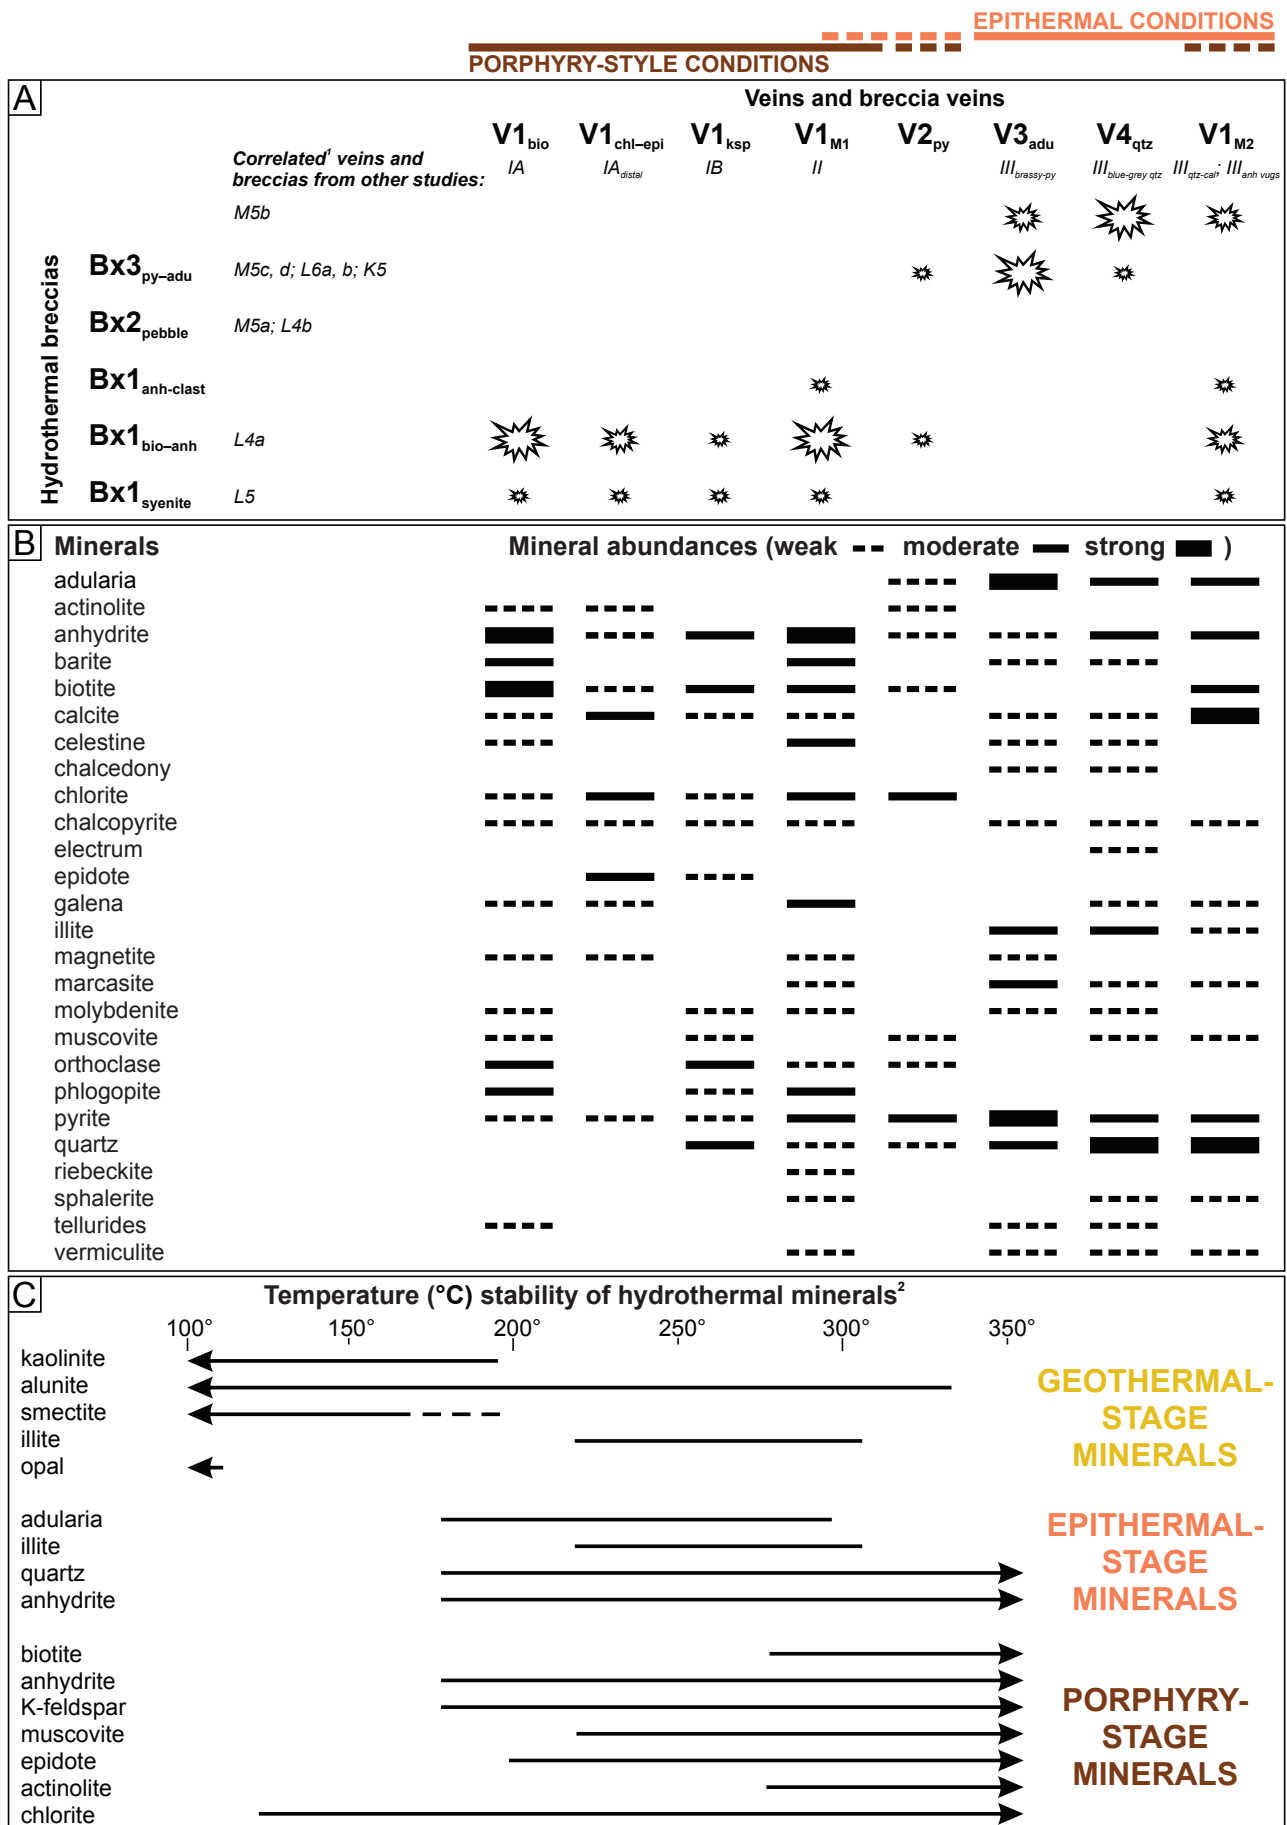 EPITHERMAL CONDITIONS
PORPHYRY-STYLE CONDITIONS
A
Veins and breccia veins
V1bio V1chl–epi V1ksp V1M1 V2py V3adu V4qtz V1M2
Correlated¹ veins and
breccias from other studies:
IA IAdistal IB II IIIbrassy-py IIIblue-grey qtz IIIqtz-cal; IIIanh vugs
Hydrothermal breccias
M5b
Bx3py–adu M5c, d; L6a, b; K5
Bx2pebble M5a; L4b
Bx1anh-clast
Bx1bio–anh L4a
Bx1syenite L5
B
Minerals Mineral abundances (weak moderate strong )
adularia
actinolite
anhydrite
barite
biotite
calcite
celestine
chalcedony
chlorite
chalcopyrite
electrum
epidote
galena
illite
magnetite
marcasite
molybdenite
muscovite
orthoclase
phlogopite
pyrite
quartz
riebeckite
sphalerite
tellurides
vermiculite
C
Temperature (°C) stability of hydrothermal minerals²
100° 150° 200° 250° 300° 350°
kaolinite
alunite
smectite
illite
opal
GEOTHERMAL-
STAGE
MINERALS
adularia
illite
quartz
anhydrite
EPITHERMAL-
STAGE
MINERALS
biotite
anhydrite
K-feldspar
muscovite
epidote
actinolite
chlorite
PORPHYRY-
STAGE
MINERALS